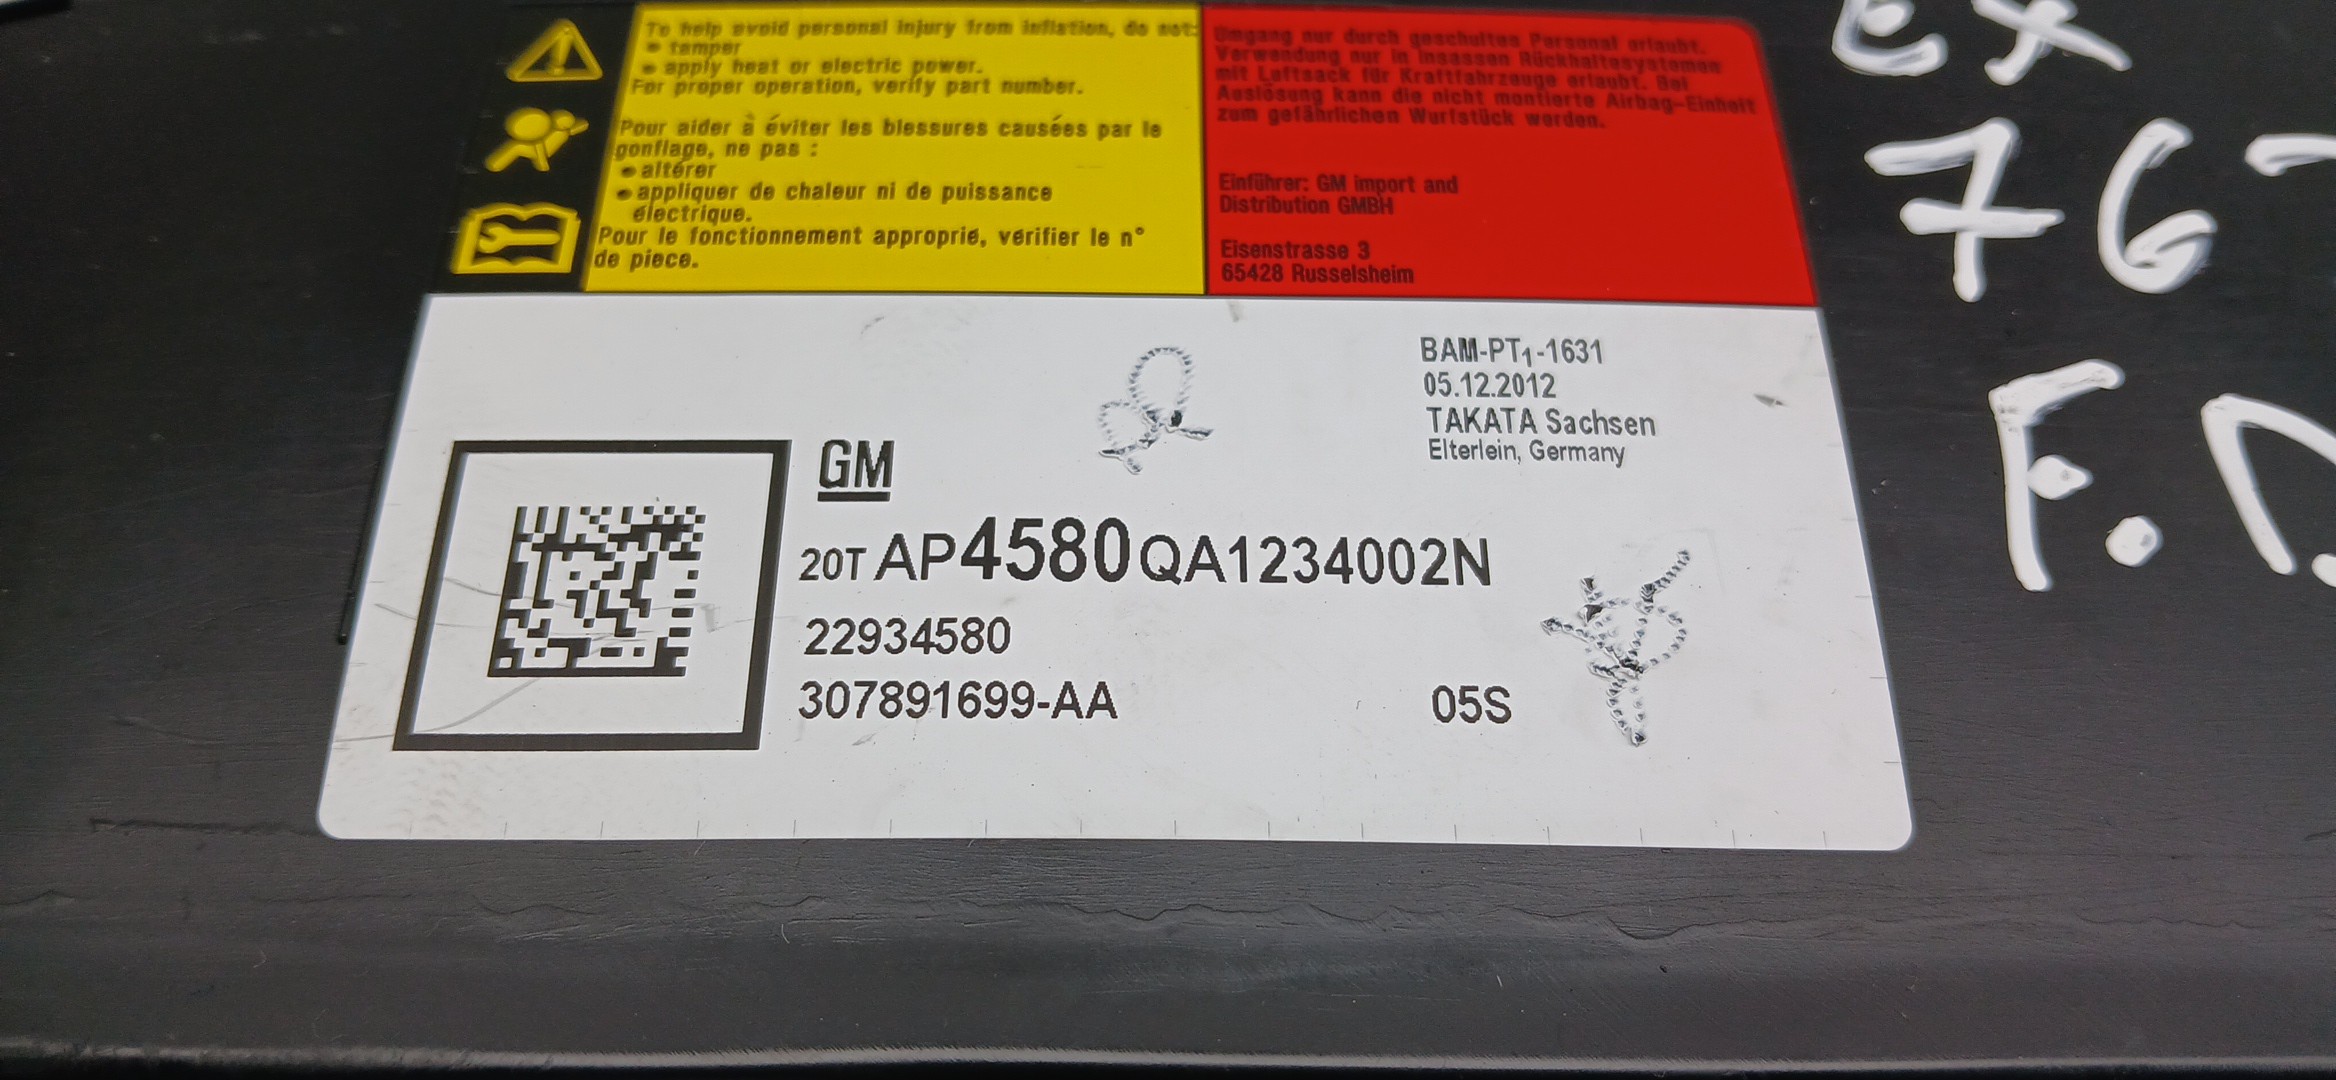 To help avoid personal injury from inflation, do not:
• tamper
• apply heat or electric power.
For proper operation, verify part number.
Pour aider à éviter les blessures causées par le
gonflage, ne pas :
• altérer
• appliquer de chaleur ni de puissance
électrique.
Pour le fonctionnement approprié, vérifier le n°
de piece.
Umgang nur durch geschultes Personal erlaubt.
Verwendung nur in Insassen Rückhaltesystemen
mit Luftsack für Kraftfahrzeuge erlaubt. Bei
Auslösung kann die nicht montierte Airbag-Einheit
zum gefährlichen Wurfstück werden.
Einführer: GM import and
Distribution GMBH
Eisenstrasse 3
65428 Russelsheim
BAM-PT1-1631
05.12.2012
TAKATA Sachsen
Elterlein, Germany
GM
20T AP4580QA1234002N
22934580
307891699-AA
05S
Ex
76
F.D